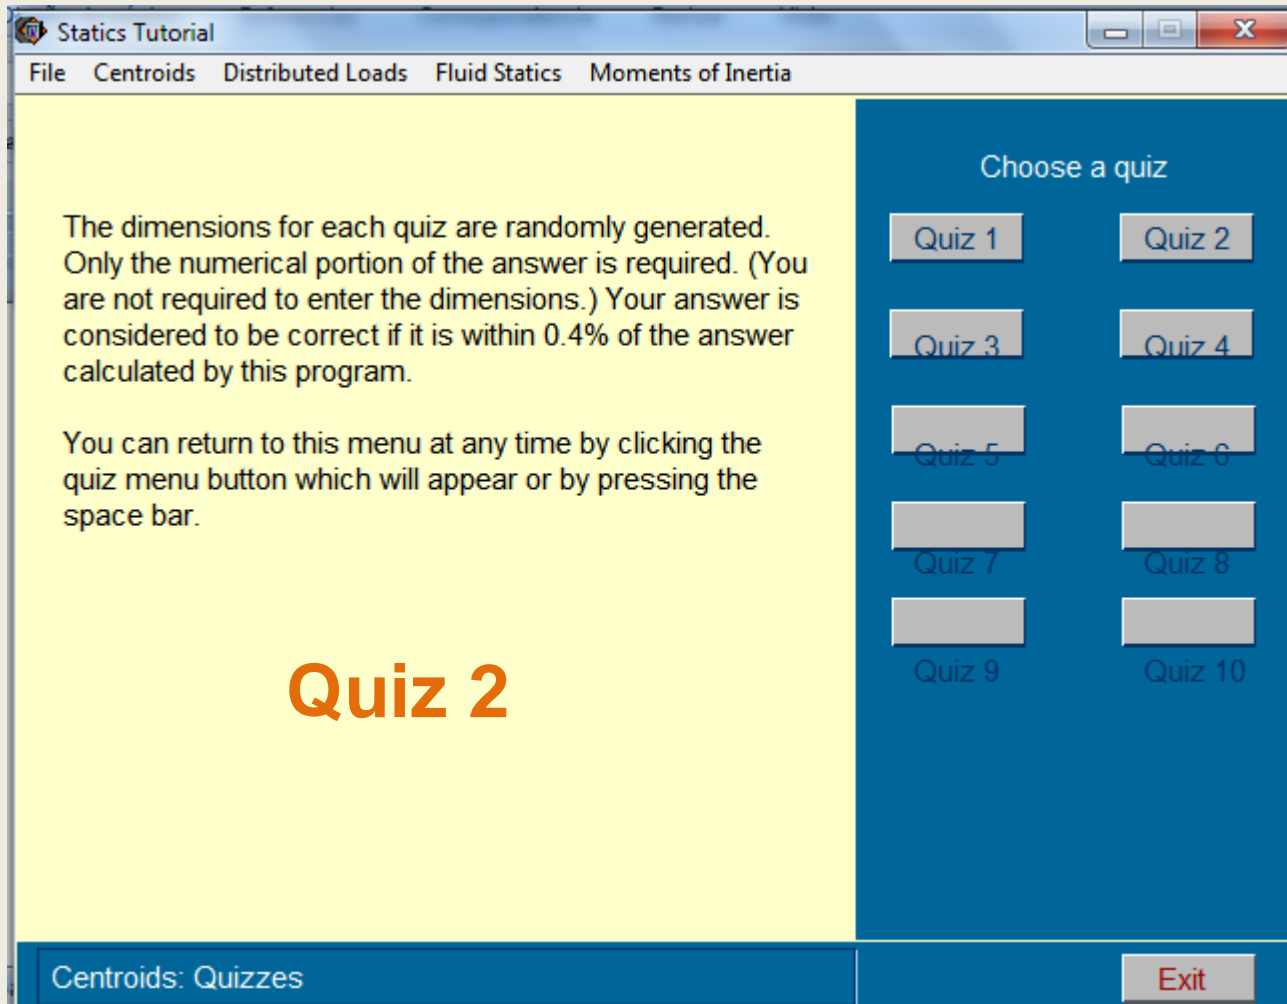 Statics Tutorial
File Centroids Distributed Loads Fluid Statics Moments of Inertia
The dimensions for each quiz are randomly generated.
Only the numerical portion of the answer is required. (You
are not required to enter the dimensions.) Your answer is
considered to be correct if it is within 0.4% of the answer
calculated by this program.
You can return to this menu at any time by clicking the
quiz menu button which will appear or by pressing the
space bar.
Quiz 2
Choose a quiz
Quiz 1 Quiz 2
Quiz 3 Quiz 4
Quiz 5 Quiz 6
Quiz 7 Quiz 8
Quiz 9 Quiz 10
Centroids: Quizzes
Exit